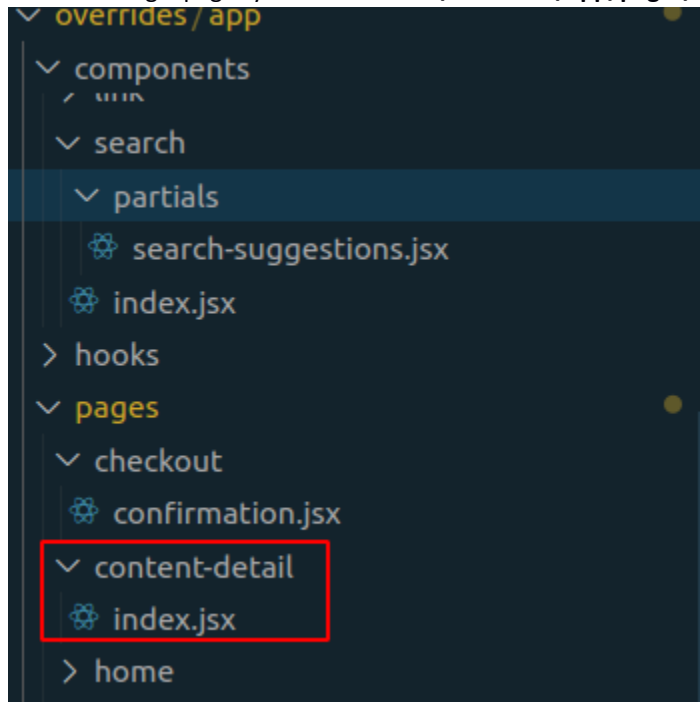 overrides / app
components
link
search
partials
search-suggestions.jsx
index.jsx
hooks
pages
checkout
confirmation.jsx
content-detail
index.jsx
home